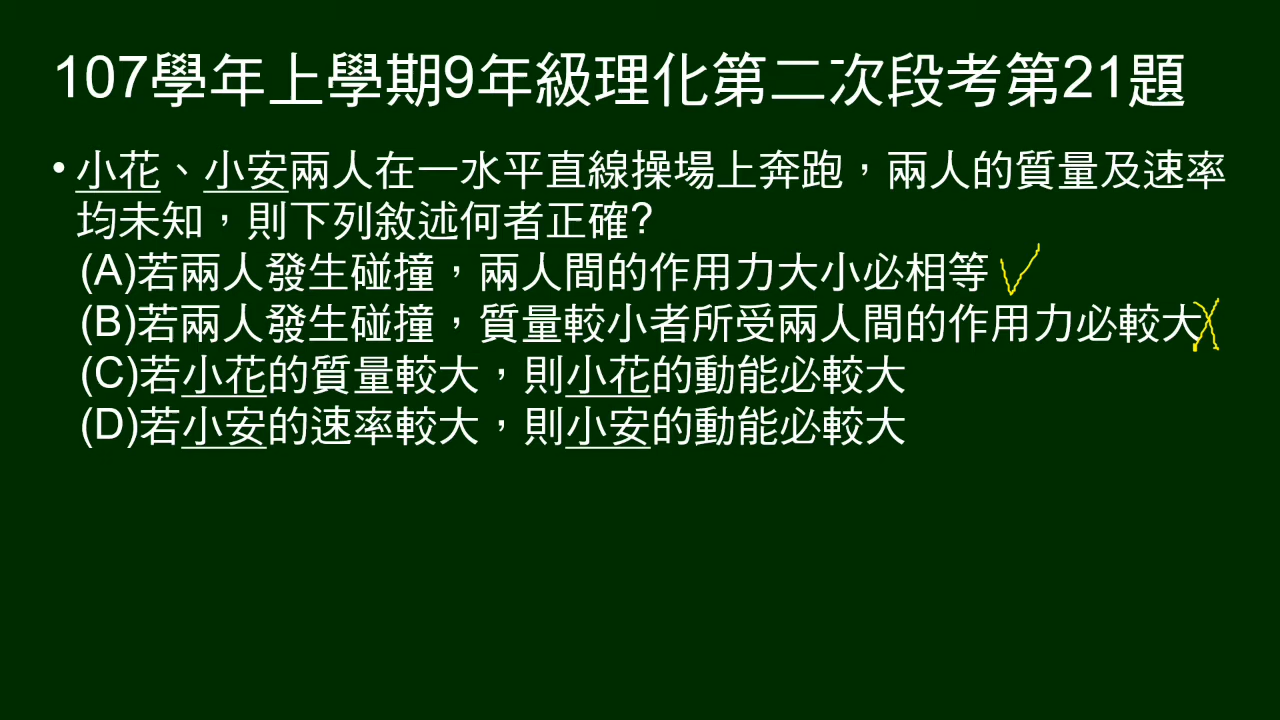 107學年上學期9年級理化第二次段考第21題
• 小花、小安兩人在一水平直線操場上奔跑，兩人的質量及速率
均未知，則下列敘述何者正確?
(A)若兩人發生碰撞，兩人間的作用力大小必相等
(B)若兩人發生碰撞，質量較小者所受兩人間的作用力必較大
(C)若小花的質量較大，則小花的動能必較大
(D)若小安的速率較大，則小安的動能必較大